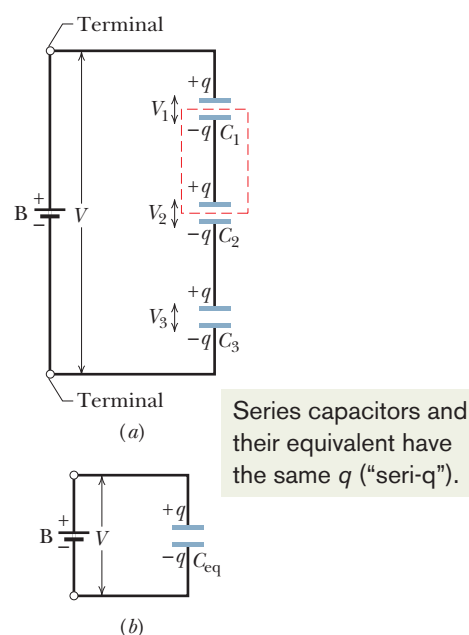 Terminal
+q
V1
−q C1
+q
+
B V
−
V2
−q C2
+q
V3
−q C3
Terminal
(a)
Series capacitors and
their equivalent have
the same q (“seri-q”).
+q
+
B V
−
−q Ceq
(b)